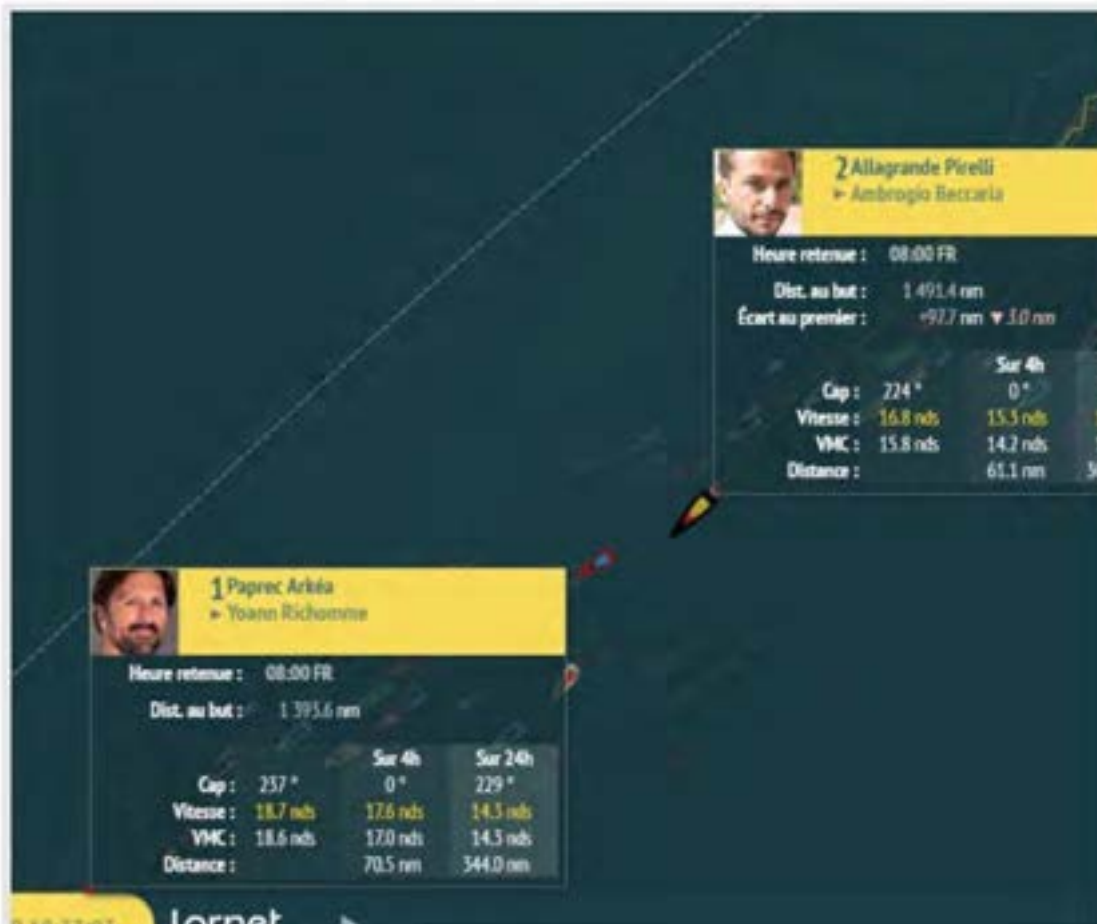 2 Allagrande Pirelli
► Ambrogio Beccaria
Heure retenue : 08:00 FR
Dist. au but : 1 491.4 nm
Écart au premier : +97.7 nm ▼ 3.0 nm
Sur 4h
Cap : 224 ° 0 °
Vitesse : 16.8 nds 15.3 nds
VMC : 15.8 nds 14.2 nds
Distance : 61.1 nm
1 Paprec Arkéa
► Yoann Richomme
Heure retenue : 08:00 FR
Dist. au but : 1 393.6 nm
Sur 4h Sur 24h
Cap : 237 ° 0 ° 229 °
Vitesse : 18.7 nds 17.6 nds 14.3 nds
VMC : 18.6 nds 17.0 nds 14.3 nds
Distance : 70.5 nm 344.0 nm